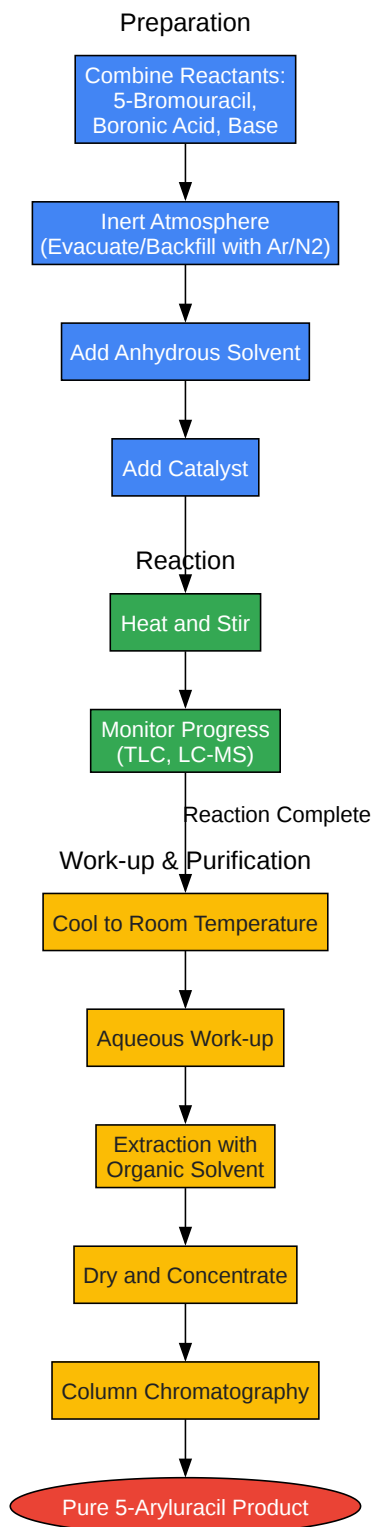 Preparation
Combine Reactants:
5-Bromouracil,
Boronic Acid, Base
Inert Atmosphere
(Evacuate/Backfill with Ar/N2)
Add Anhydrous Solvent
Add Catalyst
Reaction
Heat and Stir
Monitor Progress
(TLC, LC-MS)
Reaction Complete
Work-up & Purification
Cool to Room Temperature
Aqueous Work-up
Extraction with
Organic Solvent
Dry and Concentrate
Column Chromatography
Pure 5-Aryluracil Product